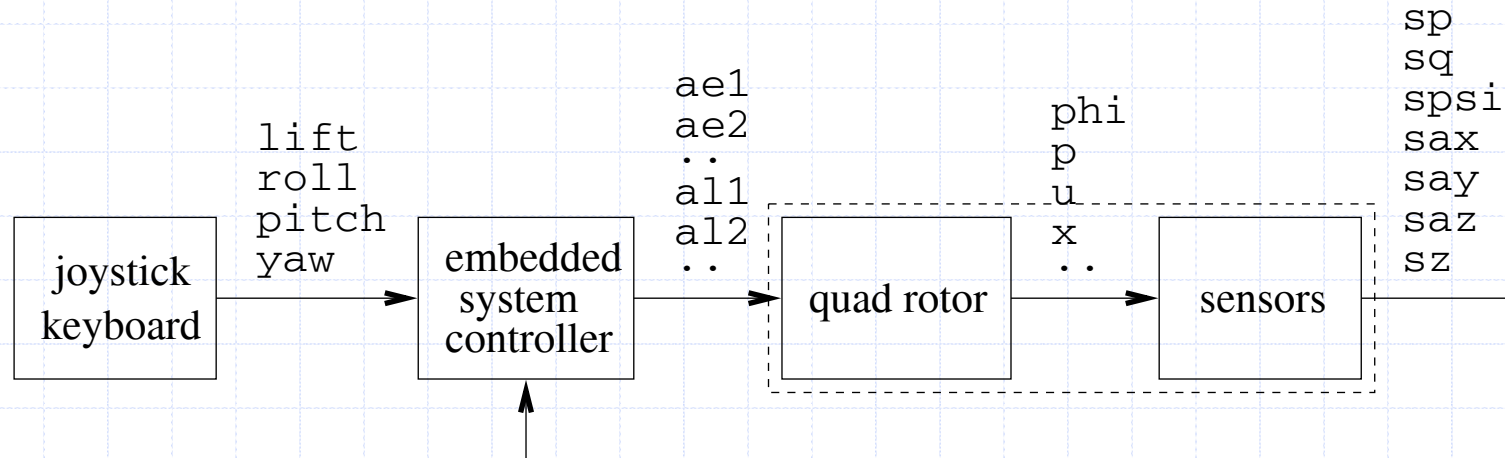 joystick
keyboard
lift
roll
pitch
yaw
embedded
system
controller
ae1
ae2
..
al1
al2
..
quad rotor
phi
p
u
x
..
sensors
sp
sq
spsi
sax
say
saz
sz